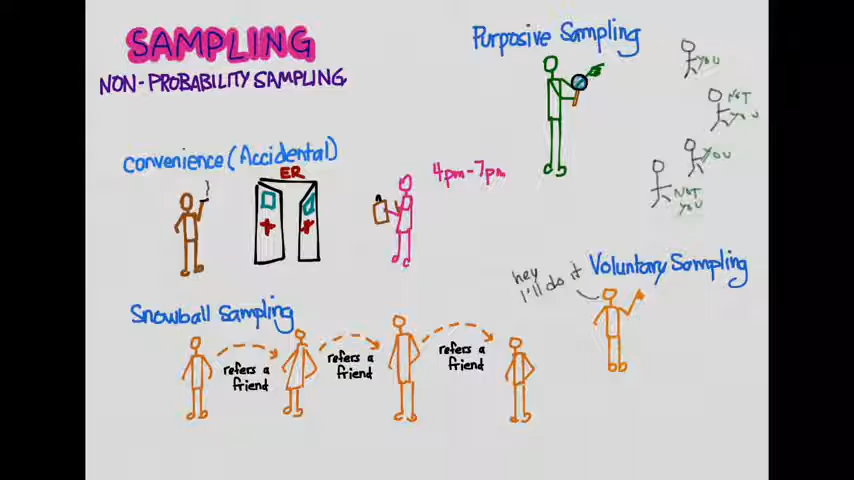 SAMPLING
NON-PROBABILITY SAMPLING
Purposive Sampling
YOU
NOT
YOU
YOU
NOT
YOU
Convenience (Accidental)
ER
4pm-7pm
Voluntary Sampling
hey
I'll do it
Snowball Sampling
refers a
friend
refers a
friend
refers a
friend